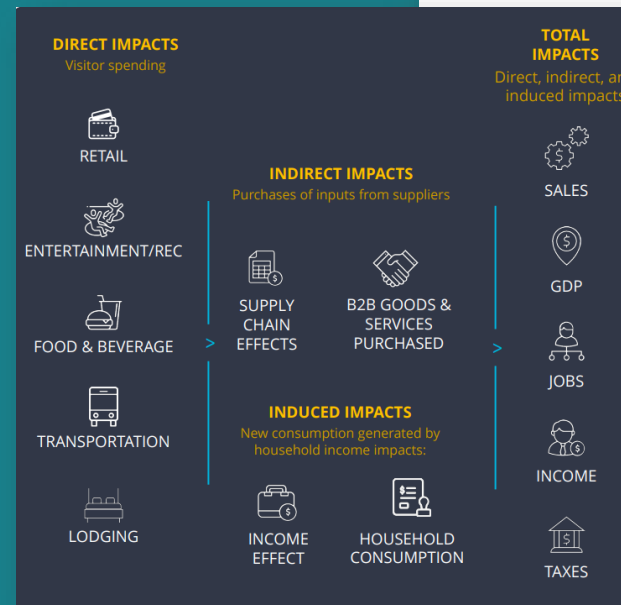 DIRECT IMPACTS
Visitor spending
RETAIL
ENTERTAINMENT/REC
FOOD & BEVERAGE
TRANSPORTATION
LODGING
>
INDIRECT IMPACTS
Purchases of inputs from suppliers
SUPPLY
CHAIN
EFFECTS
B2B GOODS &
SERVICES
PURCHASED
INDUCED IMPACTS
New consumption generated by
household income impacts:
INCOME
EFFECT
HOUSEHOLD
CONSUMPTION
>
TOTAL
IMPACTS
Direct, indirect,
induced impacts
SALES
GDP
JOBS
INCOME
TAXES